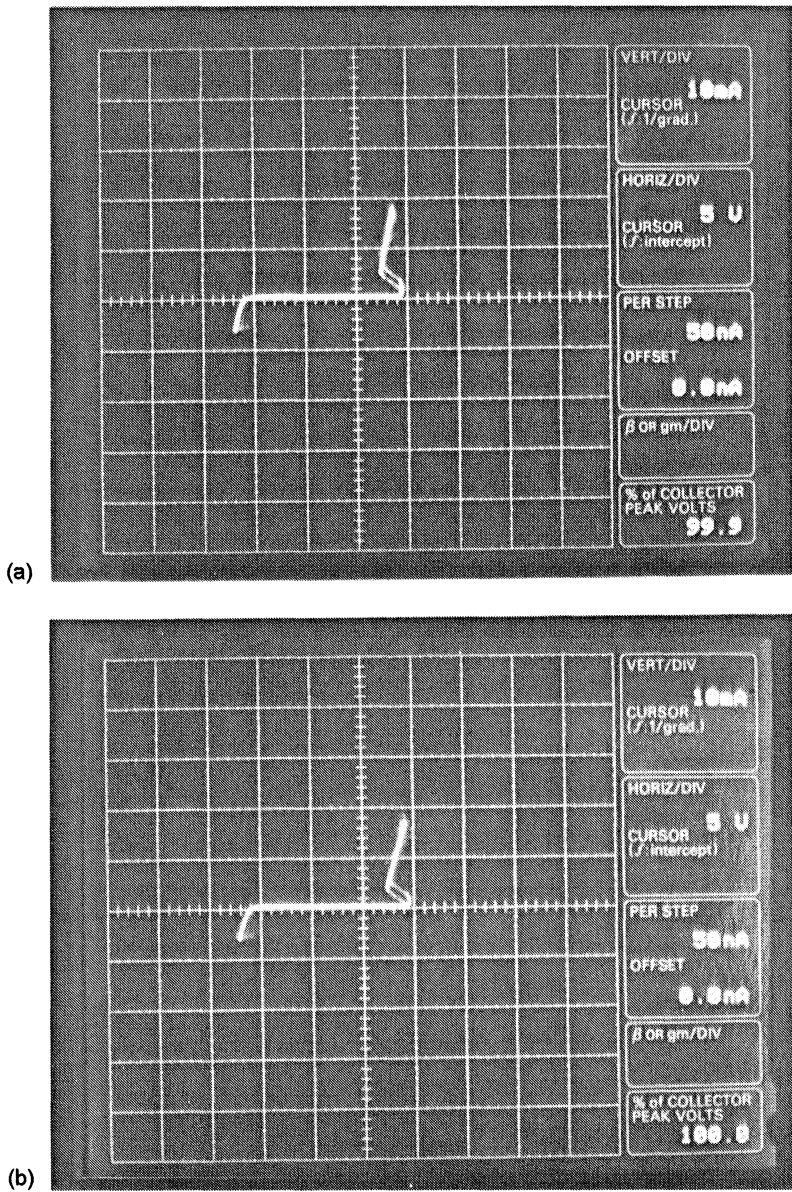 VERT/DIV
10mA
CURSOR
(ƒ 1/grad.)
HORIZ/DIV
5 V
CURSOR
(ƒ:intercept)
PER STEP
50nA
OFFSET
0.0nA
β OR gm/DIV
% of COLLECTOR
PEAK VOLTS
99.9
(a)
VERT/DIV
10mA
CURSOR
(ƒ 1/grad.)
HORIZ/DIV
5 V
CURSOR
(ƒ:intercept)
PER STEP
50nA
OFFSET
0.0nA
β OR gm/DIV
% of COLLECTOR
PEAK VOLTS
100.0
(b)